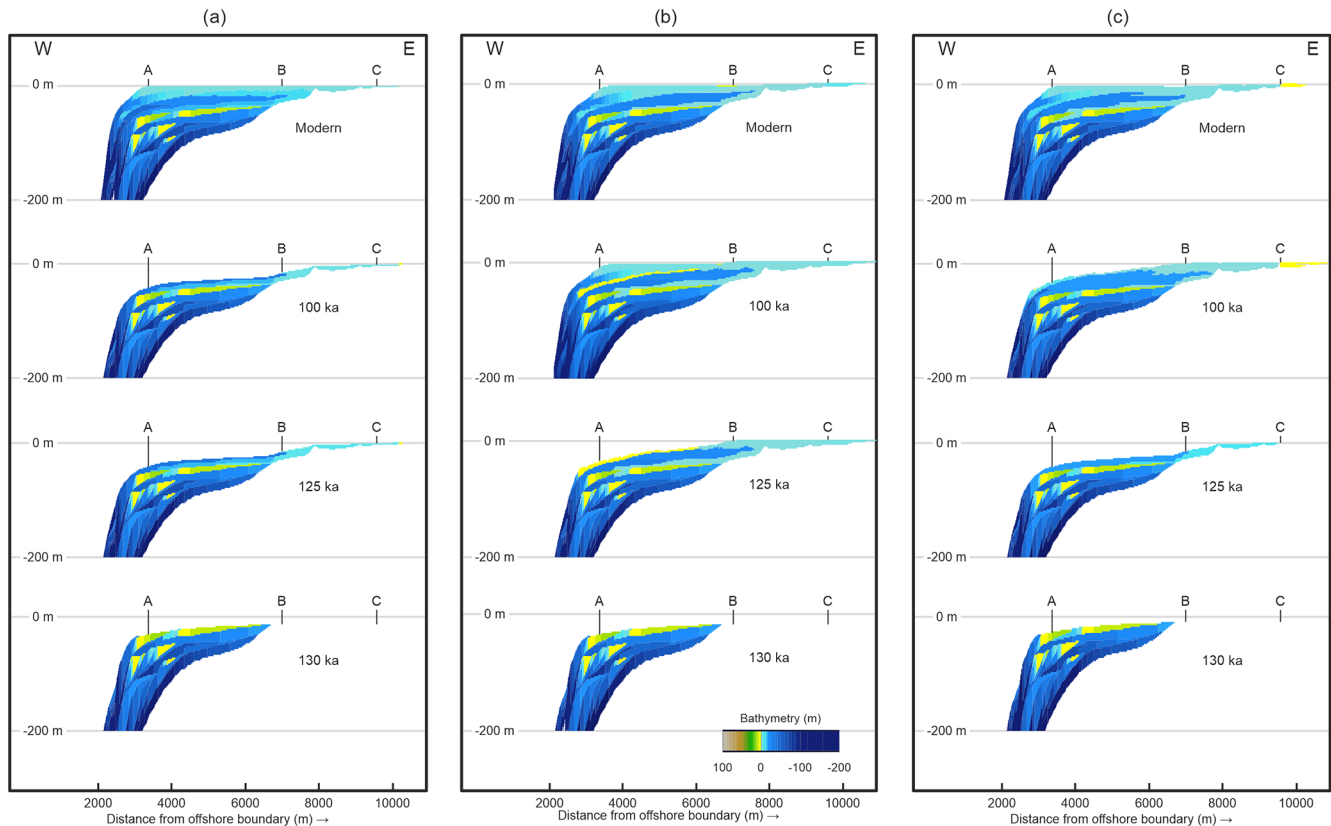 (a)
W E
A B C
0 m
Modern
-200 m
A B C
0 m
100 ka
-200 m
A B C
0 m
125 ka
-200 m
A B C
0 m
130 ka
-200 m
2000 4000 6000 8000 10000
Distance from offshore boundary (m) →
(b)
W E
A B C
0 m
Modern
-200 m
A B C
0 m
100 ka
-200 m
A B C
0 m
125 ka
-200 m
A B C
0 m
130 ka
-200 m
Bathymetry (m)
100 0 -100 -200
2000 4000 6000 8000 10000
Distance from offshore boundary (m) →
(c)
W E
A B C
0 m
Modern
-200 m
A B C
0 m
100 ka
-200 m
A B C
0 m
125 ka
-200 m
A B C
0 m
130 ka
-200 m
2000 4000 6000 8000 10000
Distance from offshore boundary (m) →